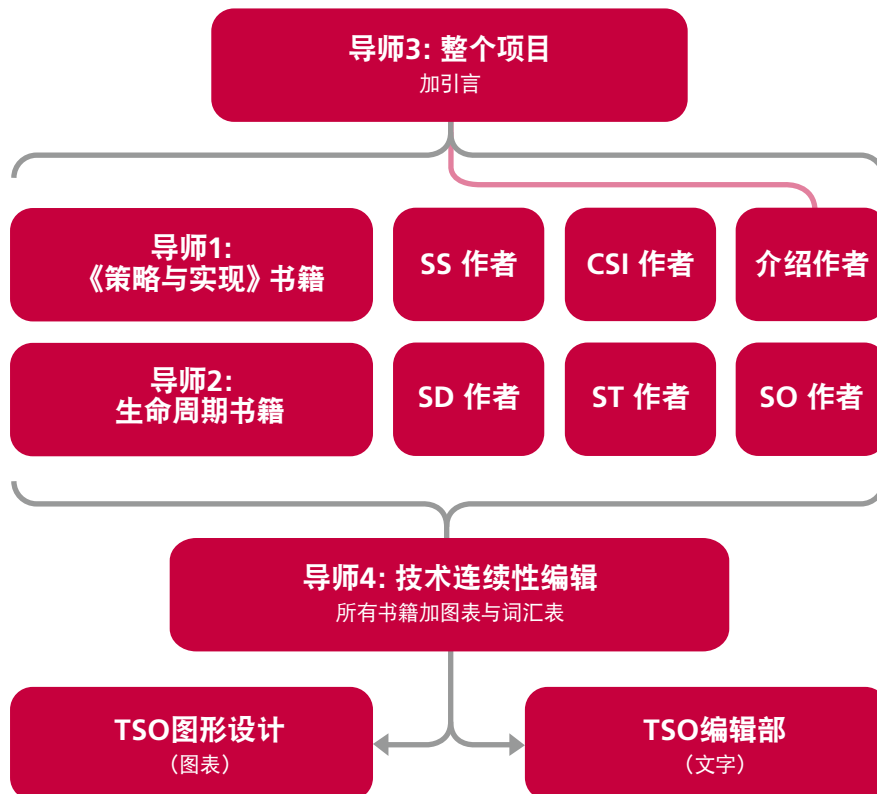 导师3: 整个项目
加引言
导师1:
《策略与实现》书籍
SS 作者
CSI 作者
介绍作者
导师2:
生命周期书籍
SD 作者
ST 作者
SO 作者
导师4: 技术连续性编辑
所有书籍加图表与词汇表
TSO图形设计
（图表）
TSO编辑部
（文字）